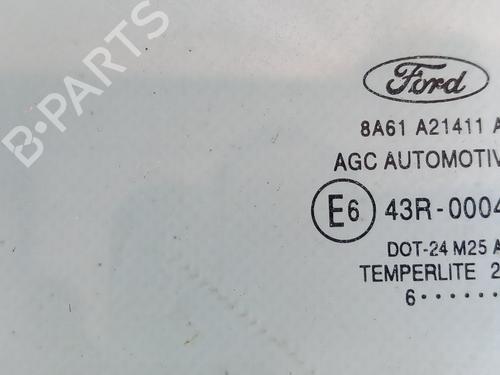 B-PARTS
Ford
8A61 A21411 A
AGC AUTOMOTIV
E6 43R-0004
DOT-24 M25 A
TEMPERLITE 2
6·······